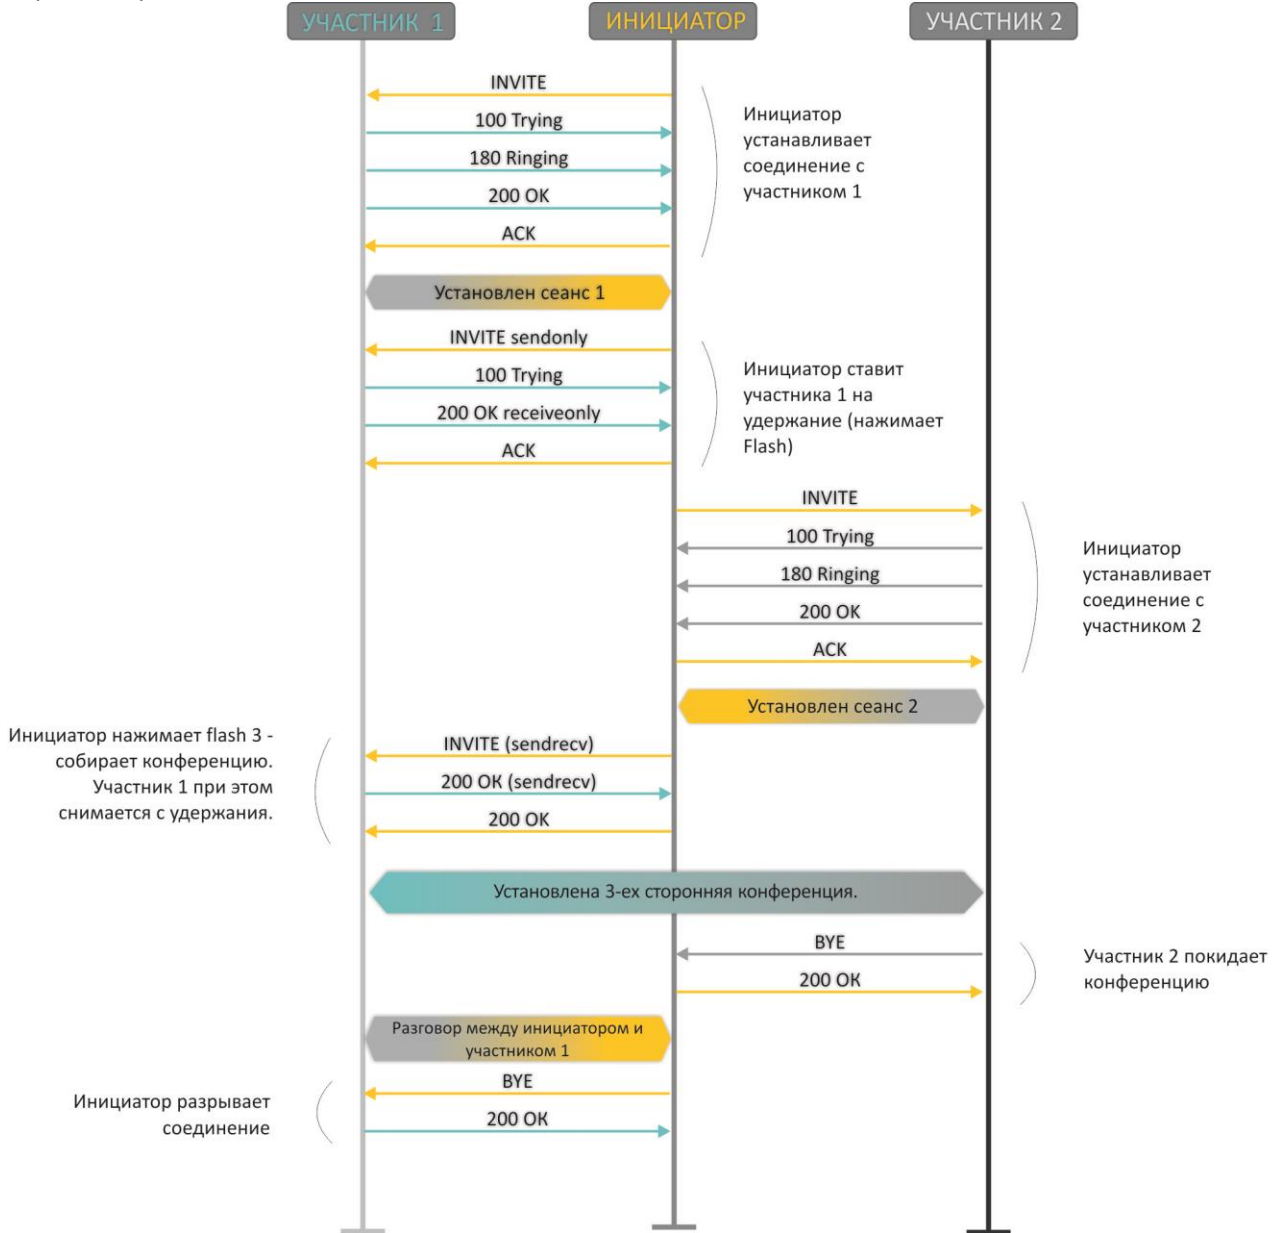 УЧАСТНИК 1
ИНИЦИАТОР
УЧАСТНИК 2
INVITE
100 Trying
180 Ringing
200 OK
ACK
Инициатор
устанавливает
соединение с
участником 1
Установлен сеанс 1
INVITE sendonly
100 Trying
200 OK receiveonly
ACK
Инициатор ставит
участника 1 на
удержание (нажимает
Flash)
INVITE
100 Trying
180 Ringing
200 OK
ACK
Инициатор
устанавливает
соединение с
участником 2
Установлен сеанс 2
Инициатор нажимает flash 3 -
собирает конференцию.
Участник 1 при этом
снимается с удержания.
INVITE (sendrecv)
200 OK (sendrecv)
200 OK
Установлена 3-ех сторонняя конференция.
BYE
200 OK
Участник 2 покидает
конференцию
Разговор между инициатором и
участником 1
BYE
200 OK
Инициатор разрывает
соединение